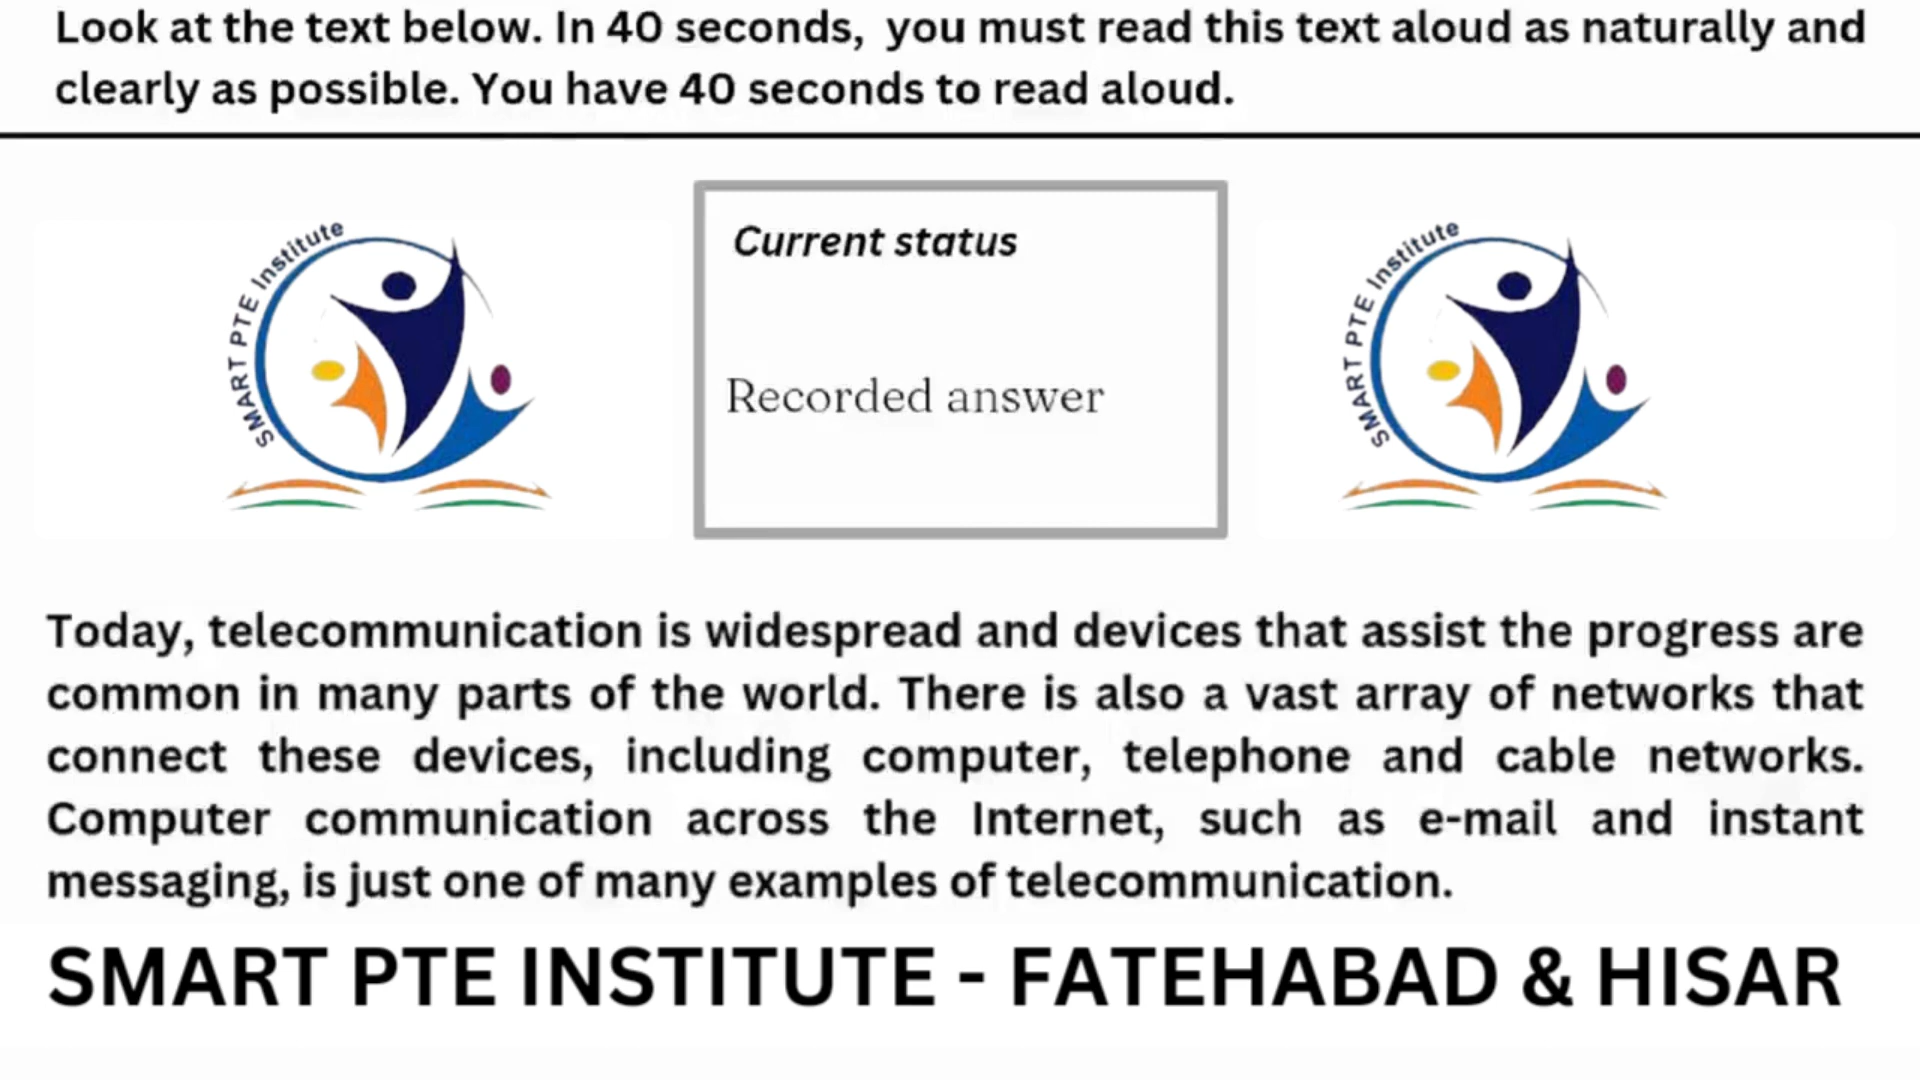 Look at the text below. In 40 seconds, you must read this text aloud as naturally and
clearly as possible. You have 40 seconds to read aloud.
SMART PTE Institute
Current status
Recorded answer
SMART PTE Institute
Today, telecommunication is widespread and devices that assist the progress are
common in many parts of the world. There is also a vast array of networks that
connect these devices, including computer, telephone and cable networks.
Computer communication across the Internet, such as e-mail and instant
messaging, is just one of many examples of telecommunication.
SMART PTE INSTITUTE - FATEHABAD & HISAR